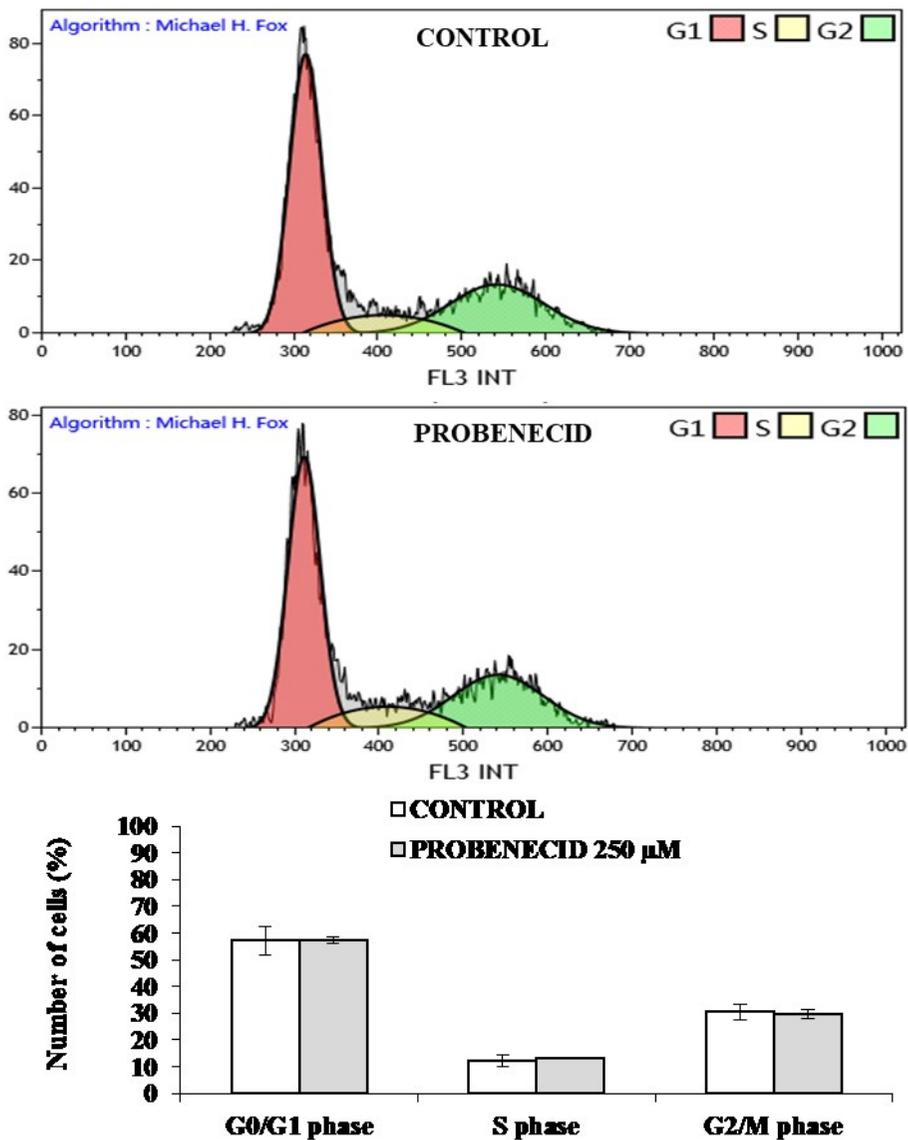 Algorithm : Michael H. Fox CONTROL G1 S G2
80
60
40
20
0
0 100 200 300 400 500 600 700 800 900 1000
FL3 INT
Algorithm : Michael H. Fox PROBENECID G1 S G2
80
60
40
20
0
0 100 200 300 400 500 600 700 800 900 1000
FL3 INT
CONTROL
PROBENECID 250 µM
Number of cells (%)
100
90
80
70
60
50
40
30
20
10
0
G0/G1 phase S phase G2/M phase